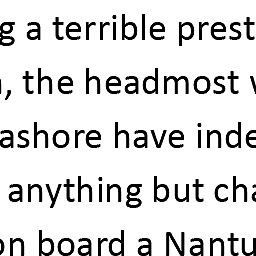 g a terrible prest
, the headmost
ashore have inde
anything but cha
on board a Nantu